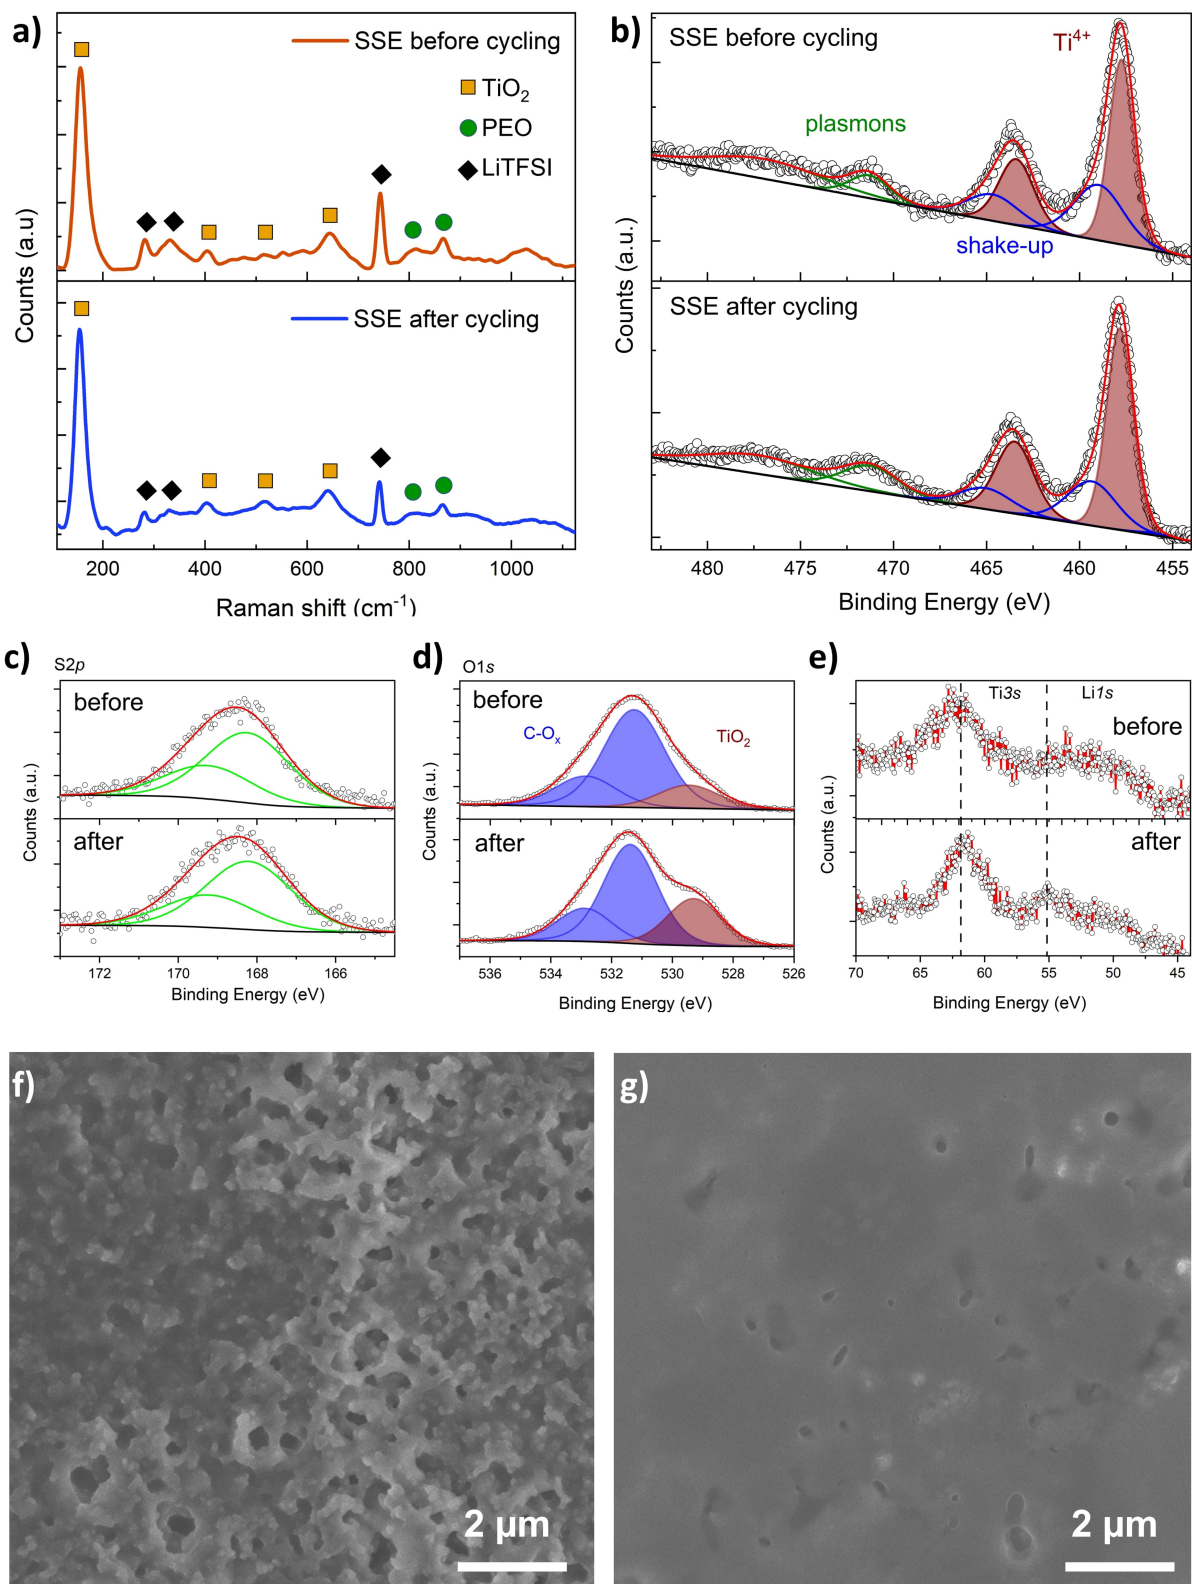 a)
SSE before cycling
TiO2
PEO
LiTFSI
SSE after cycling
Counts (a.u)
200 400 600 800 1000
Raman shift (cm-1)
b)
SSE before cycling
Ti4+
plasmons
shake-up
SSE after cycling
Counts (a.u.)
480 475 470 465 460 455
Binding Energy (eV)
c)
S2p
before
after
Counts (a.u.)
172 170 168 166
Binding Energy (eV)
d)
O1s
before
C-Ox
TiO2
after
Counts (a.u.)
536 534 532 530 528 526
Binding Energy (eV)
e)
Ti3s Li1s
before
after
Counts (a.u.)
70 65 60 55 50 45
Binding Energy (eV)
f)
2 µm
g)
2 µm